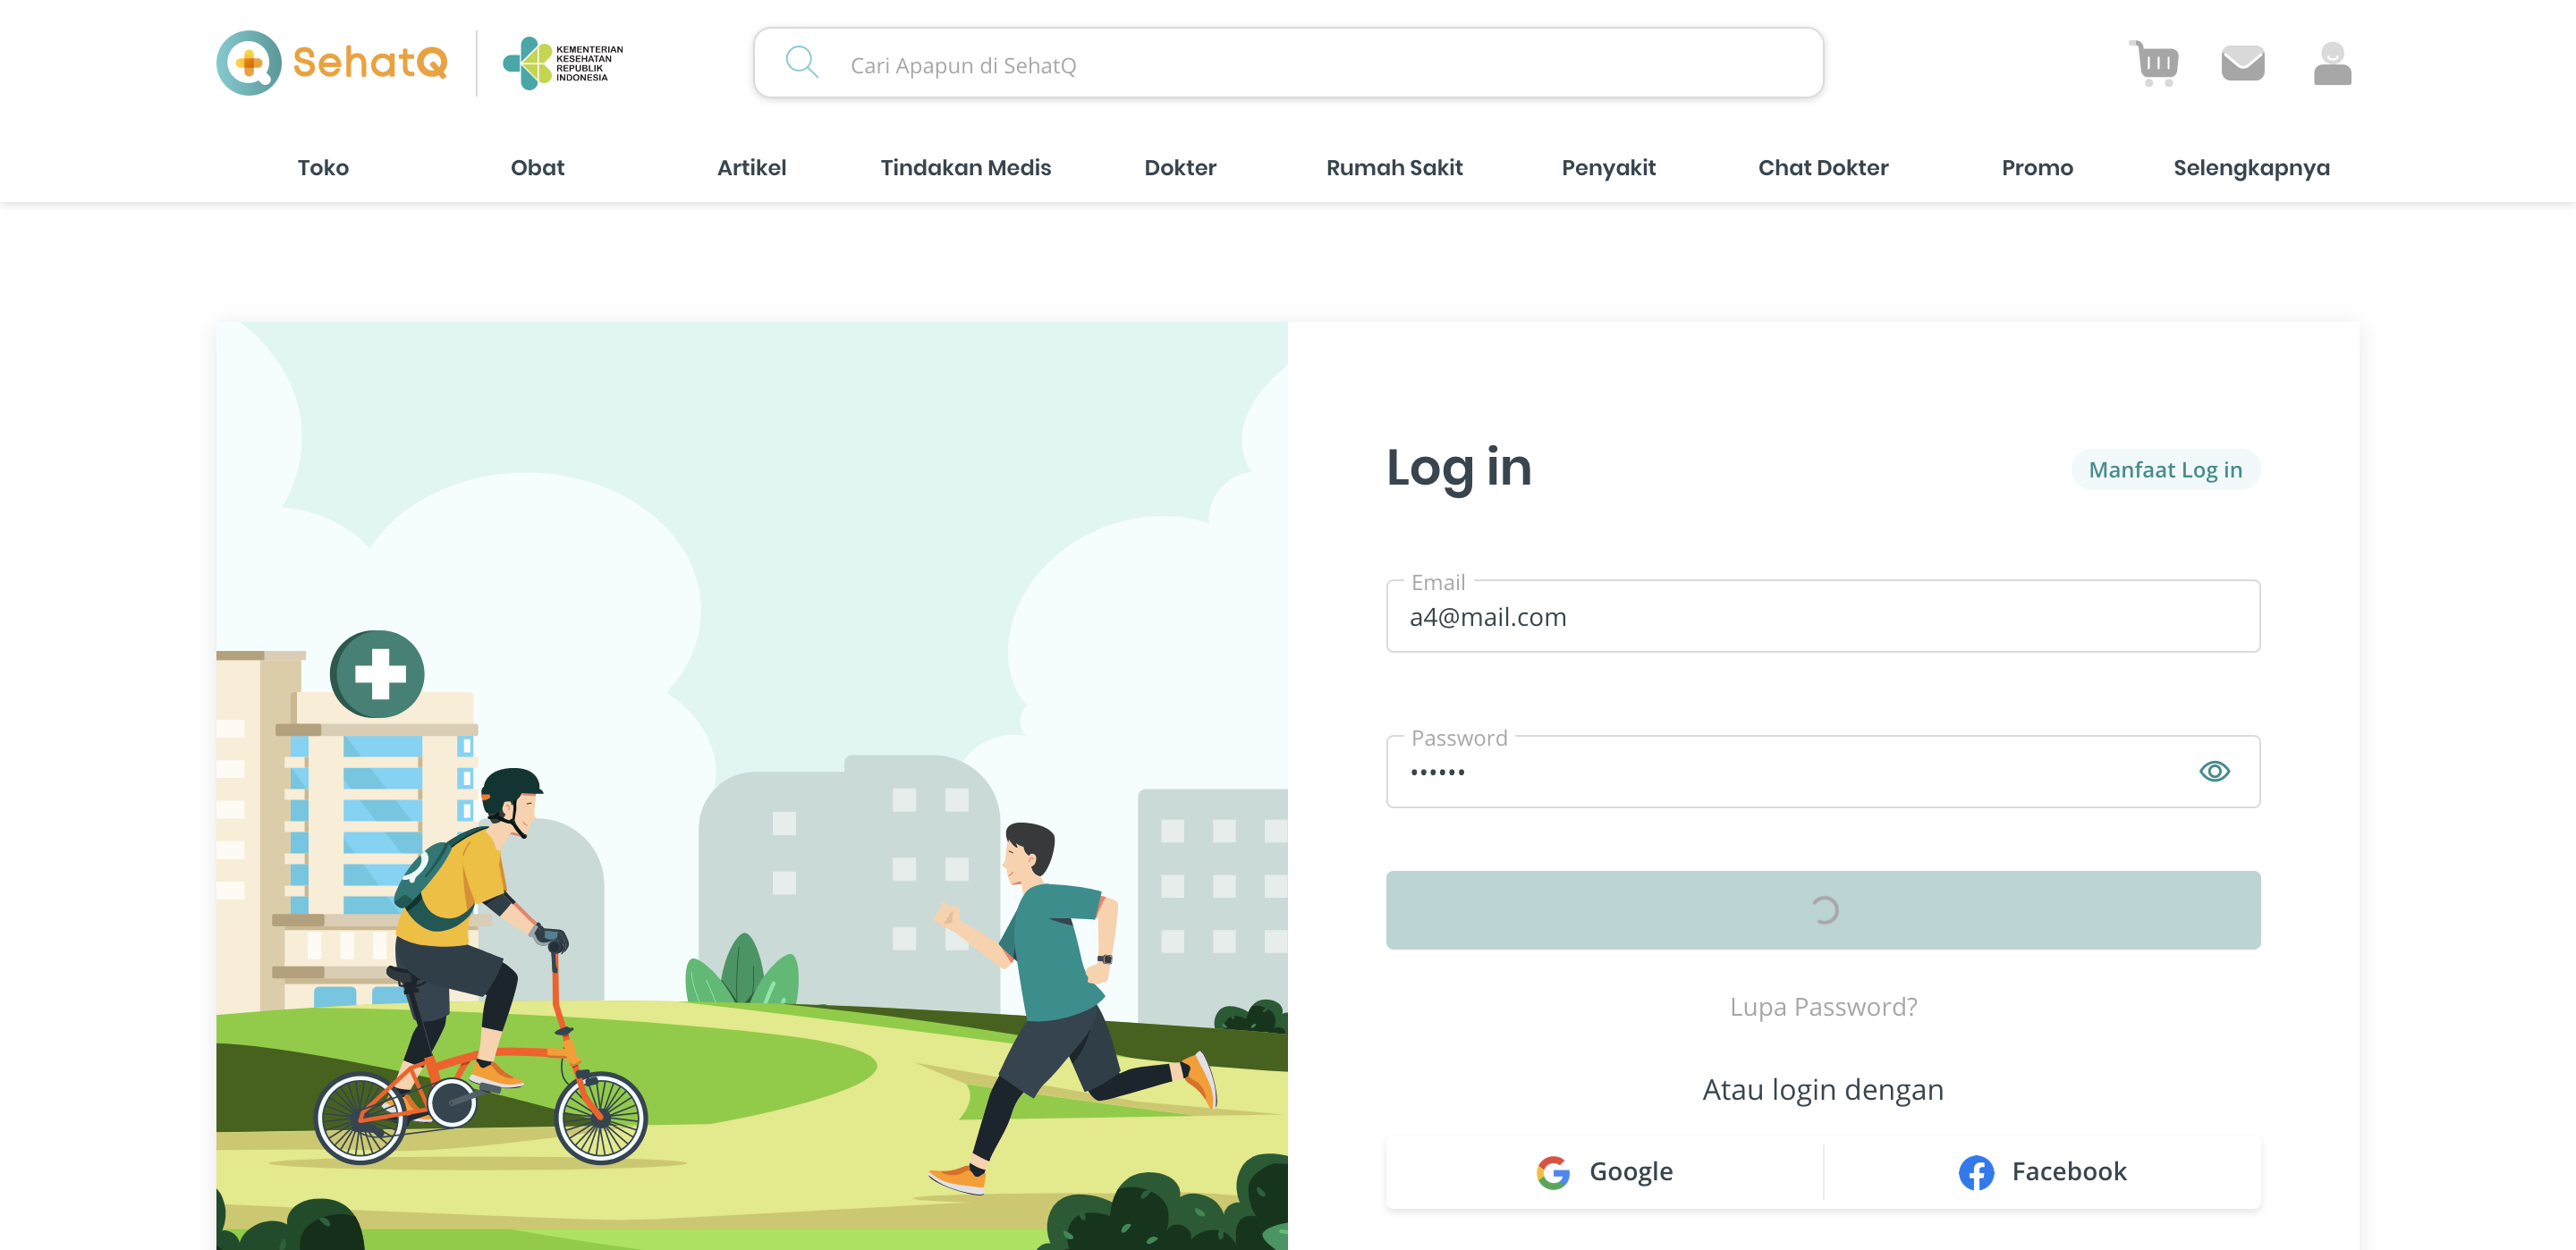 SehatQ
KEMENTERIAN
KESEHATAN
REPUBLIK
INDONESIA
Cari Apapun di SehatQ
Toko
Obat
Artikel
Tindakan Medis
Dokter
Rumah Sakit
Penyakit
Chat Dokter
Promo
Selengkapnya
Log in
Manfaat Log in
Email
a4@mail.com
Password
••••••
Lupa Password?
Atau login dengan
Google
Facebook